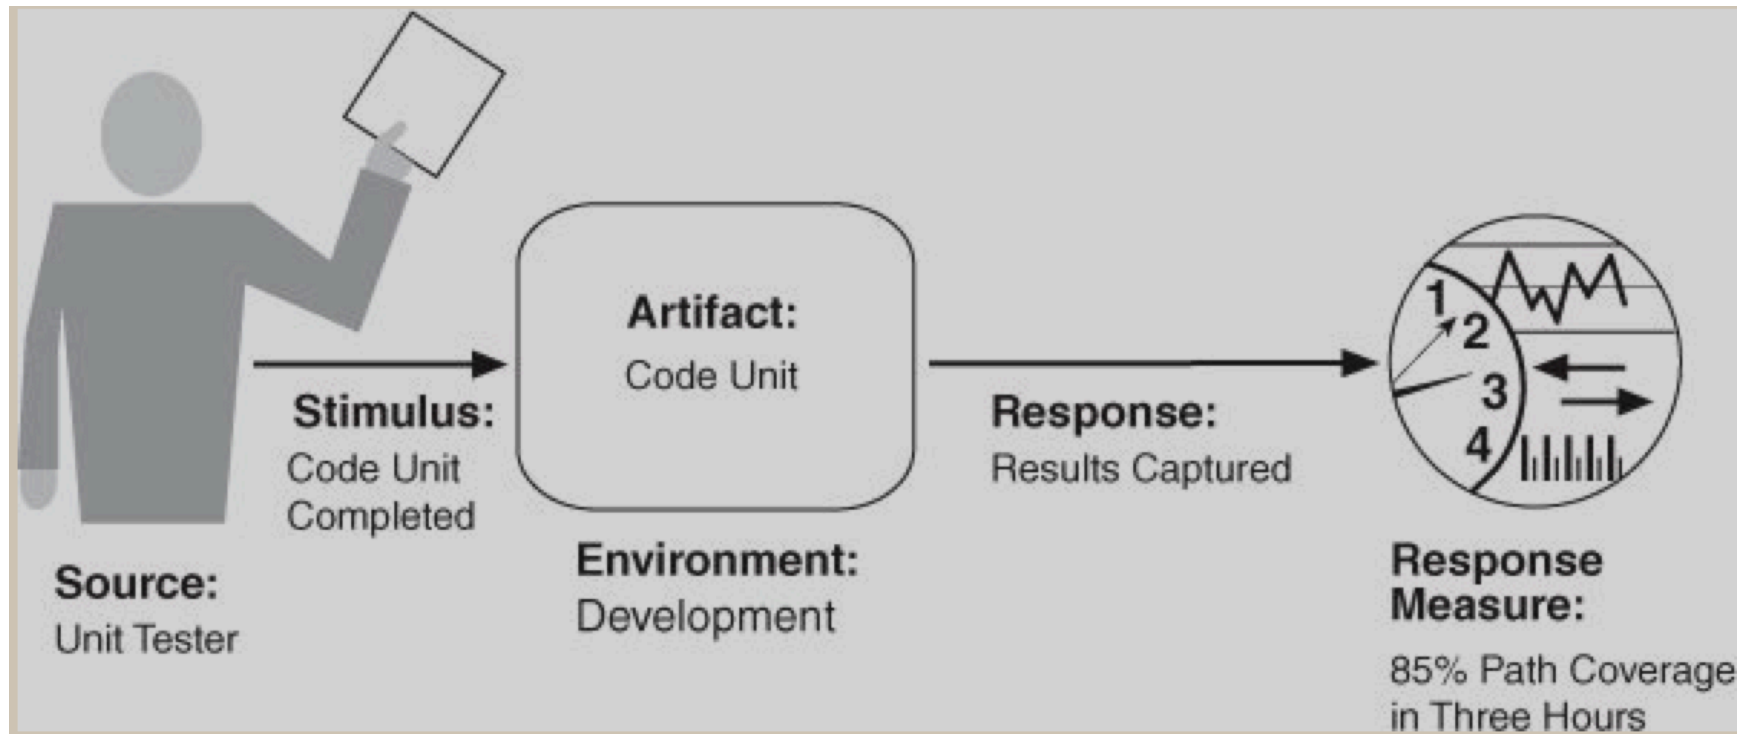 Source:
Unit Tester
Stimulus:
Code Unit
Completed
Artifact:
Code Unit
Environment:
Development
Response:
Results Captured
1
2
3
4
Response
Measure:
85% Path Coverage
in Three Hours